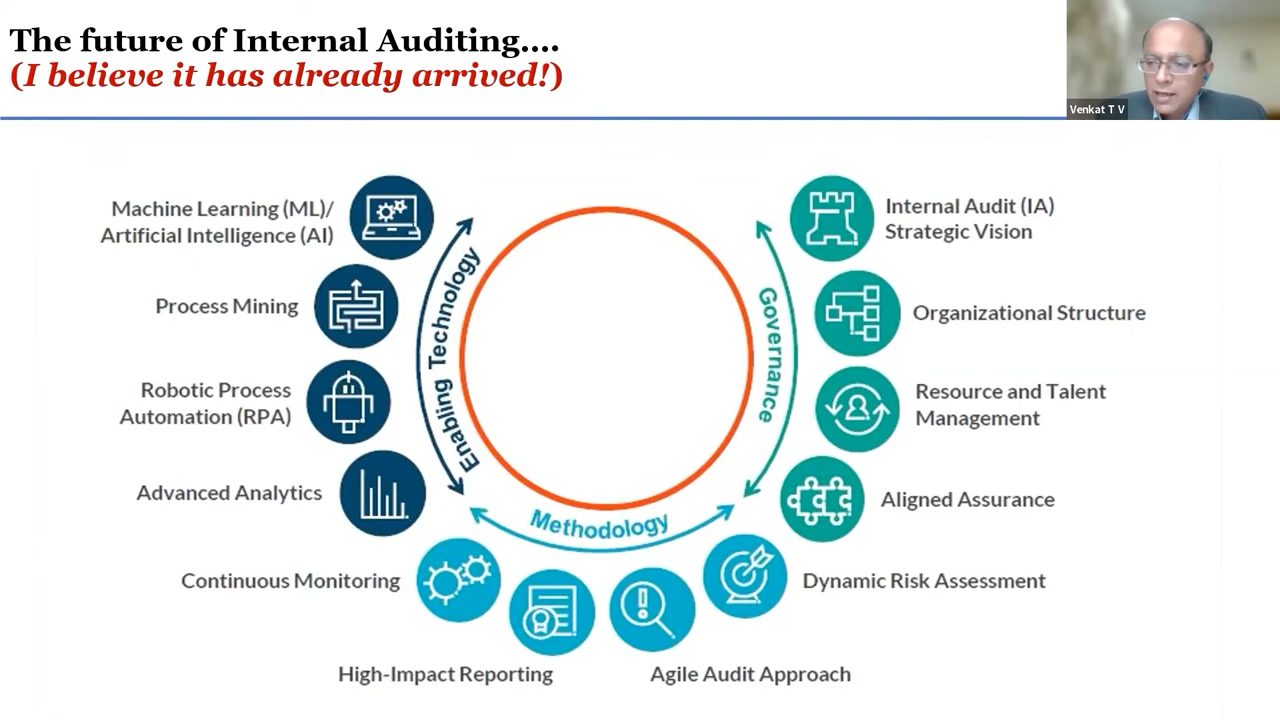 The future of Internal Auditing....
(I believe it has already arrived!)
Venkat T V
Machine Learning (ML)/
Artificial Intelligence (AI)
Process Mining
Robotic Process
Automation (RPA)
Advanced Analytics
Enabling Technology
Continuous Monitoring
High-Impact Reporting
Methodology
Agile Audit Approach
Dynamic Risk Assessment
Governance
Internal Audit (IA)
Strategic Vision
Organizational Structure
Resource and Talent
Management
Aligned Assurance